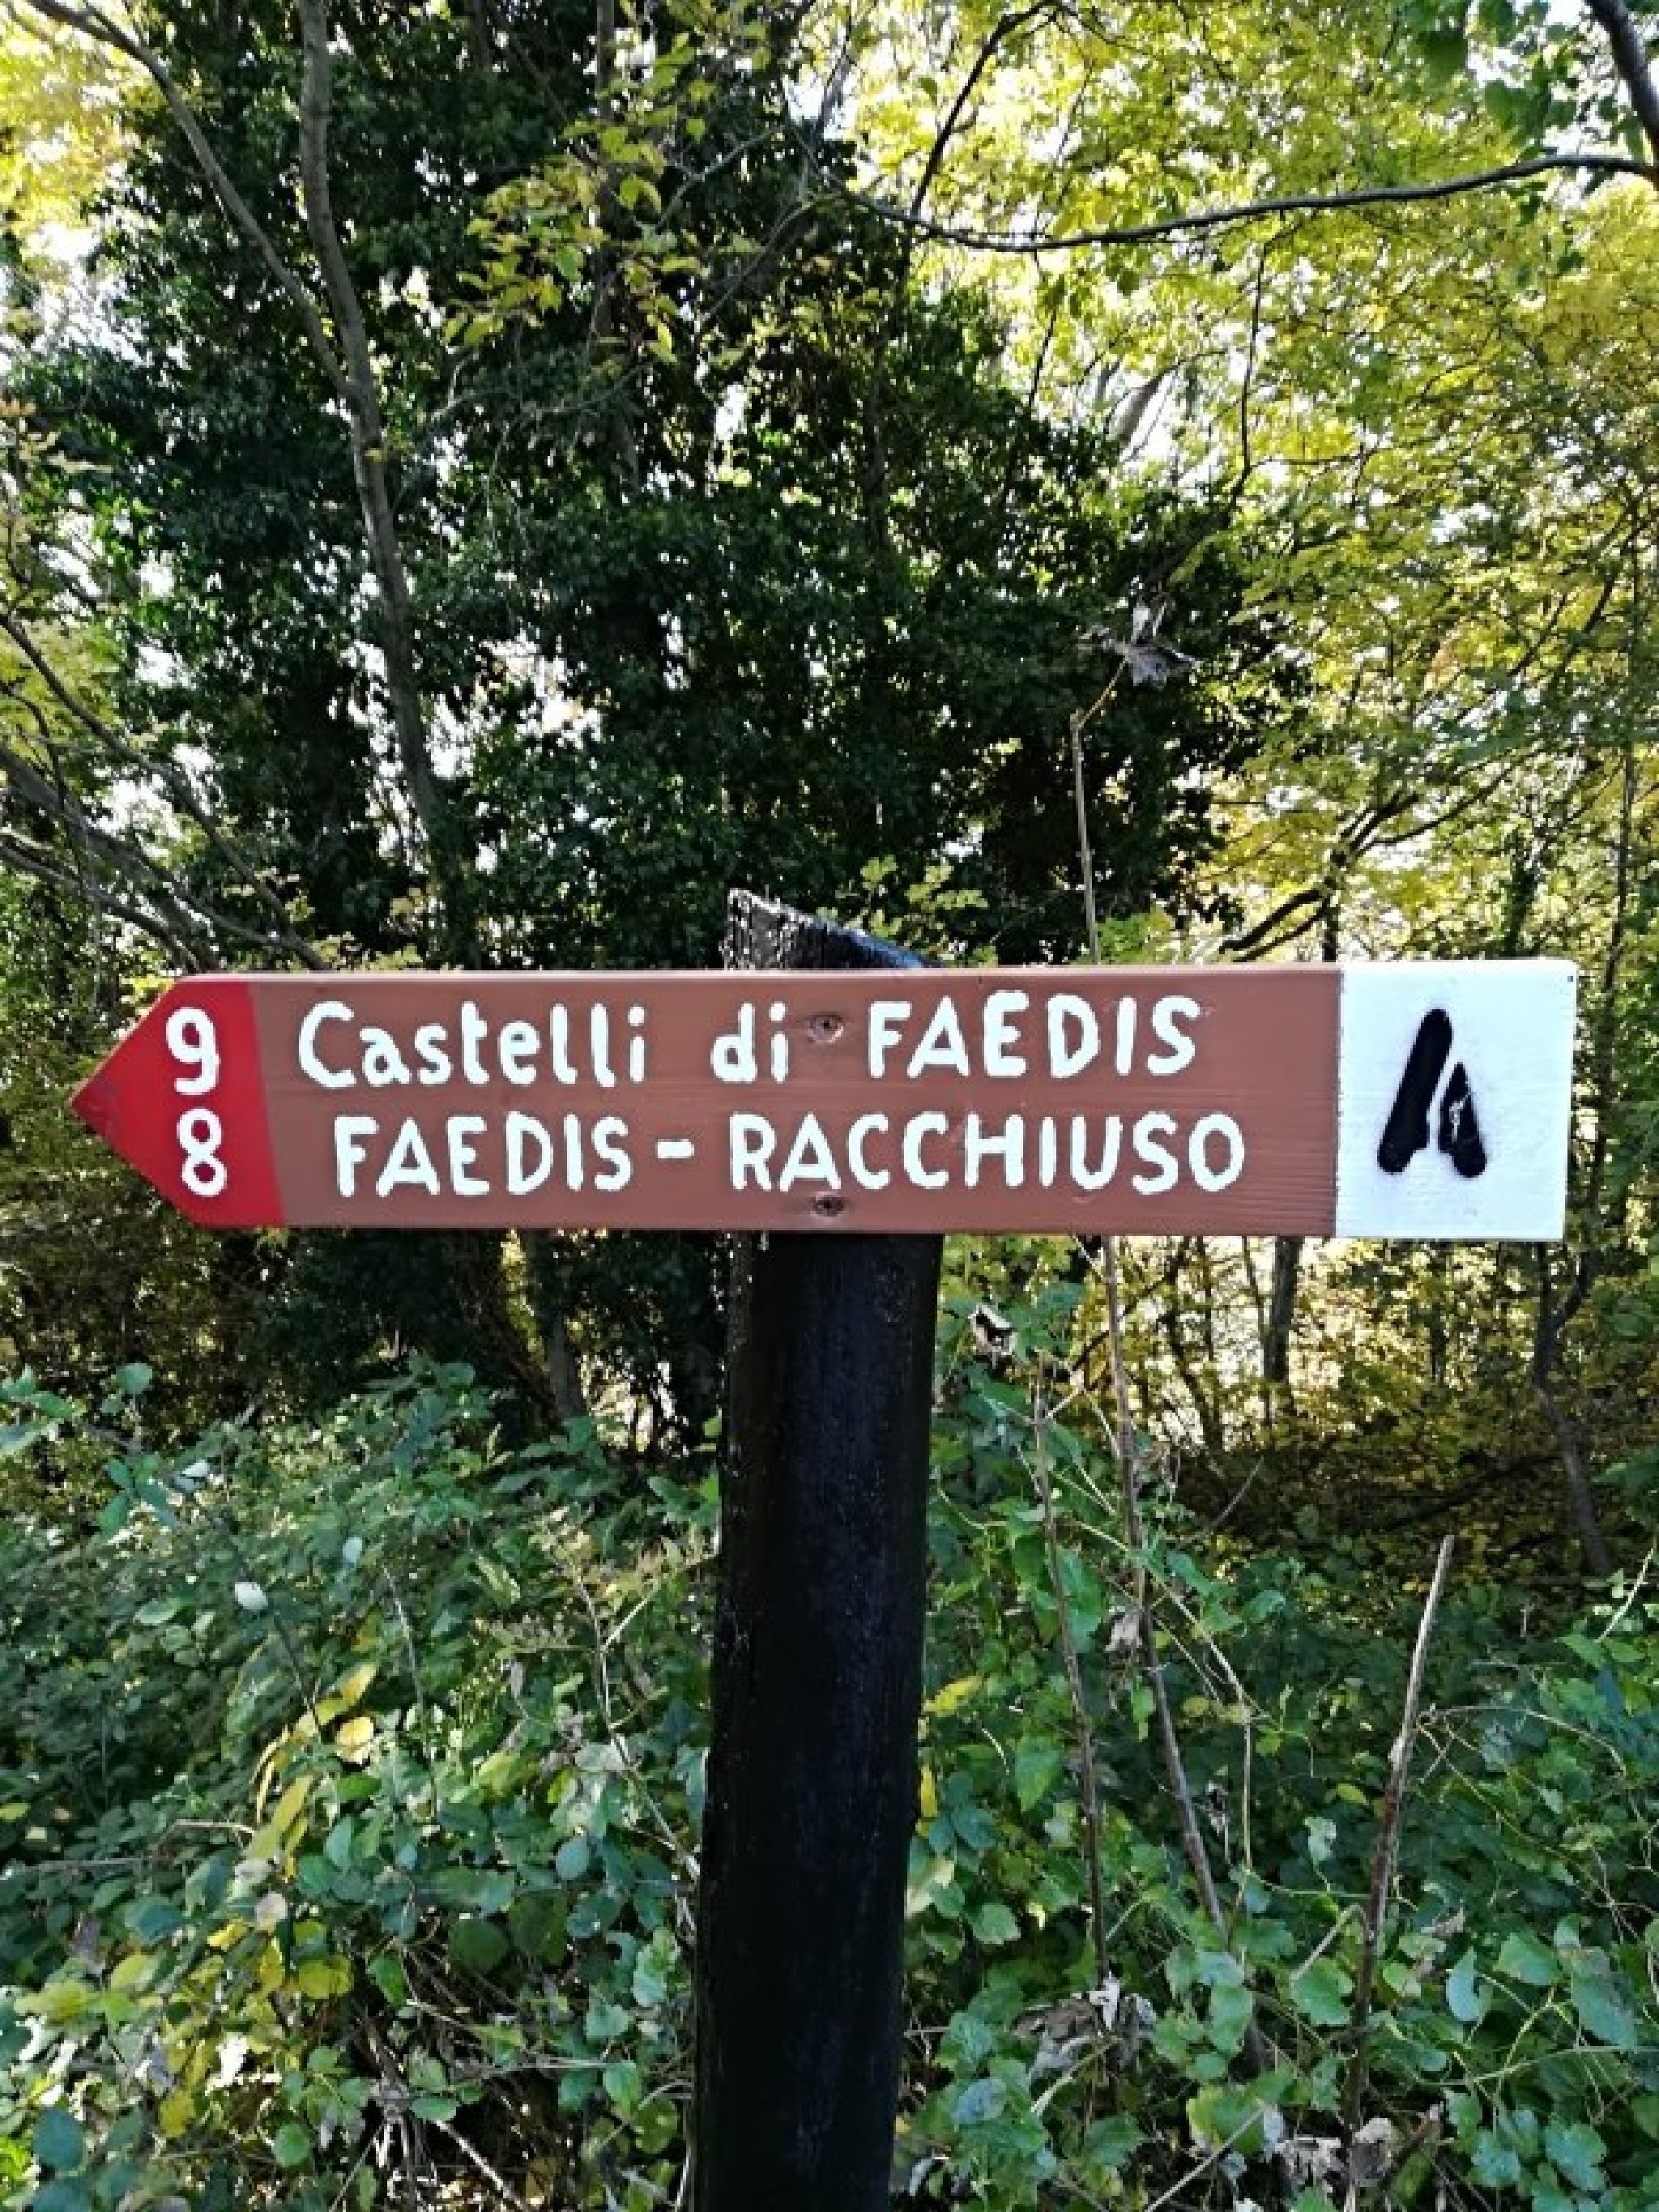 9 Castelli di FAEDIS
8 FAEDIS - RACCHIUSO